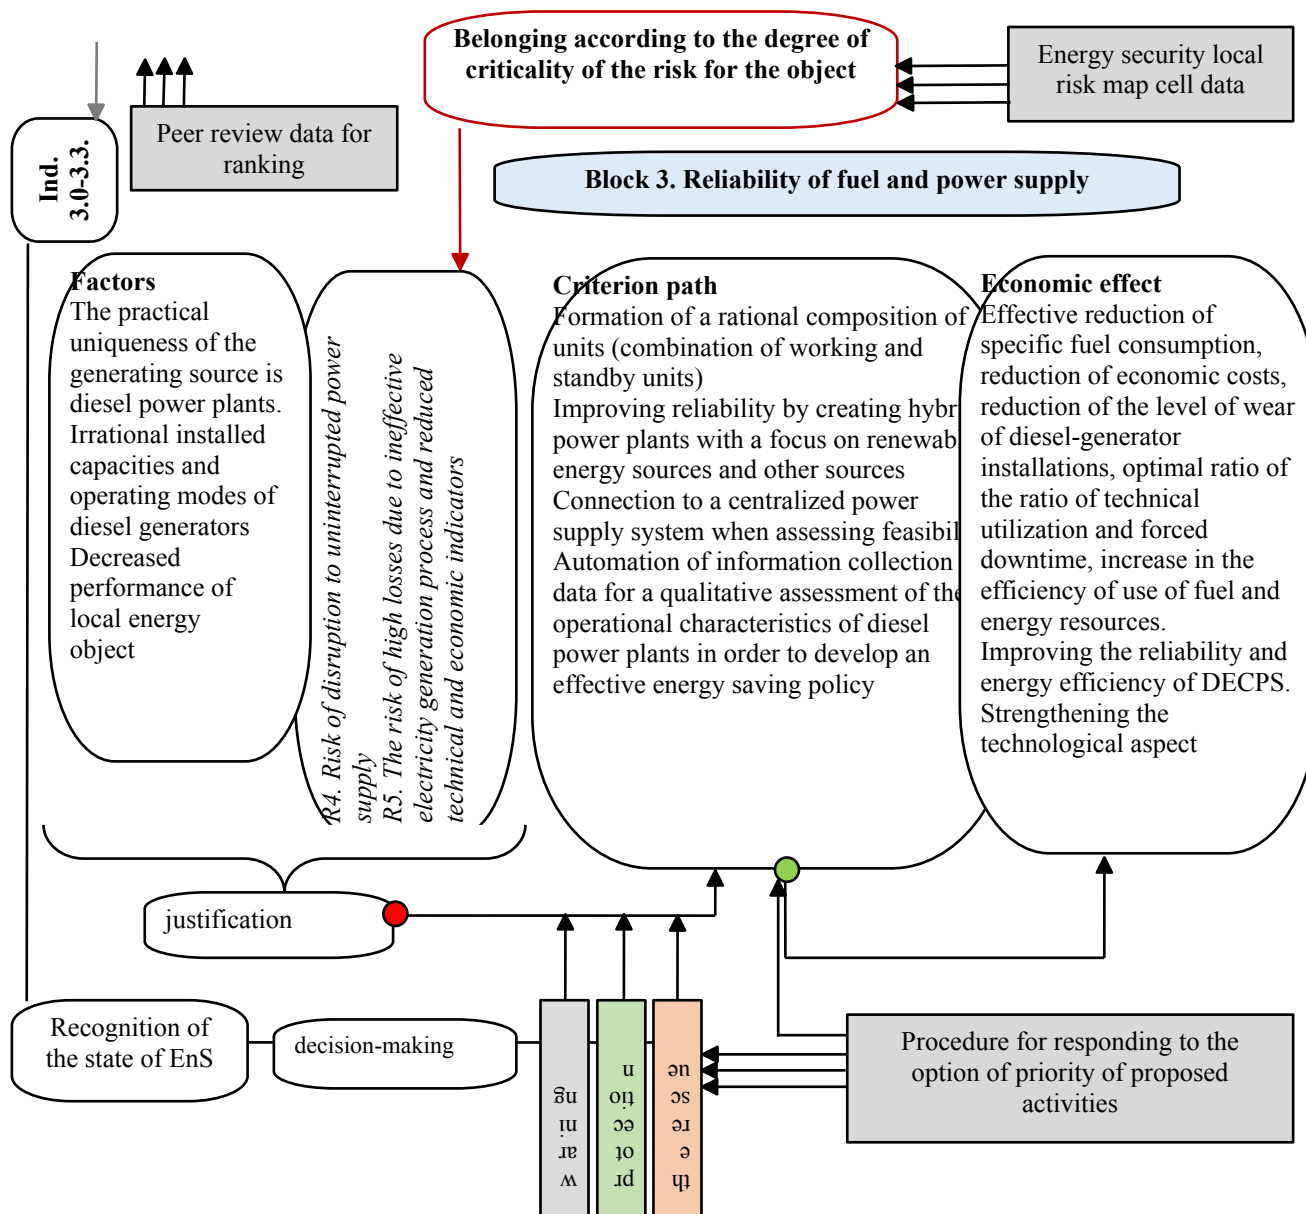 Belonging according to the degree of
criticality of the risk for the object
Energy security local
risk map cell data
Peer review data for
ranking
Ind.
3.0-3.3.
Block 3. Reliability of fuel and power supply
Factors
The practical
uniqueness of the
generating source is
diesel power plants.
Irrational installed
capacities and
operating modes of
diesel generators
Decreased
performance of
local energy
object
R4. Risk of disruption to uninterrupted power
supply
R5. The risk of high losses due to ineffective
electricity generation process and reduced
technical and economic indicators
Criterion path
Formation of a rational composition of
units (combination of working and
standby units)
Improving reliability by creating hybri
power plants with a focus on renewab
energy sources and other sources
Connection to a centralized power
supply system when assessing feasibil
Automation of information collection
data for a qualitative assessment of the
operational characteristics of diesel
power plants in order to develop an
effective energy saving policy
Economic effect
Effective reduction of
specific fuel consumption,
reduction of economic costs,
reduction of the level of wear
of diesel-generator
installations, optimal ratio of
the ratio of technical
utilization and forced
downtime, increase in the
efficiency of use of fuel and
energy resources.
Improving the reliability and
energy efficiency of DECPS.
Strengthening the
technological aspect
justification
Recognition of
the state of EnS
decision-making
w
ar
ni
ng
pr
ot
ec
tio
n
th
e
re
sc
ue
Procedure for responding to the
option of priority of proposed
activities